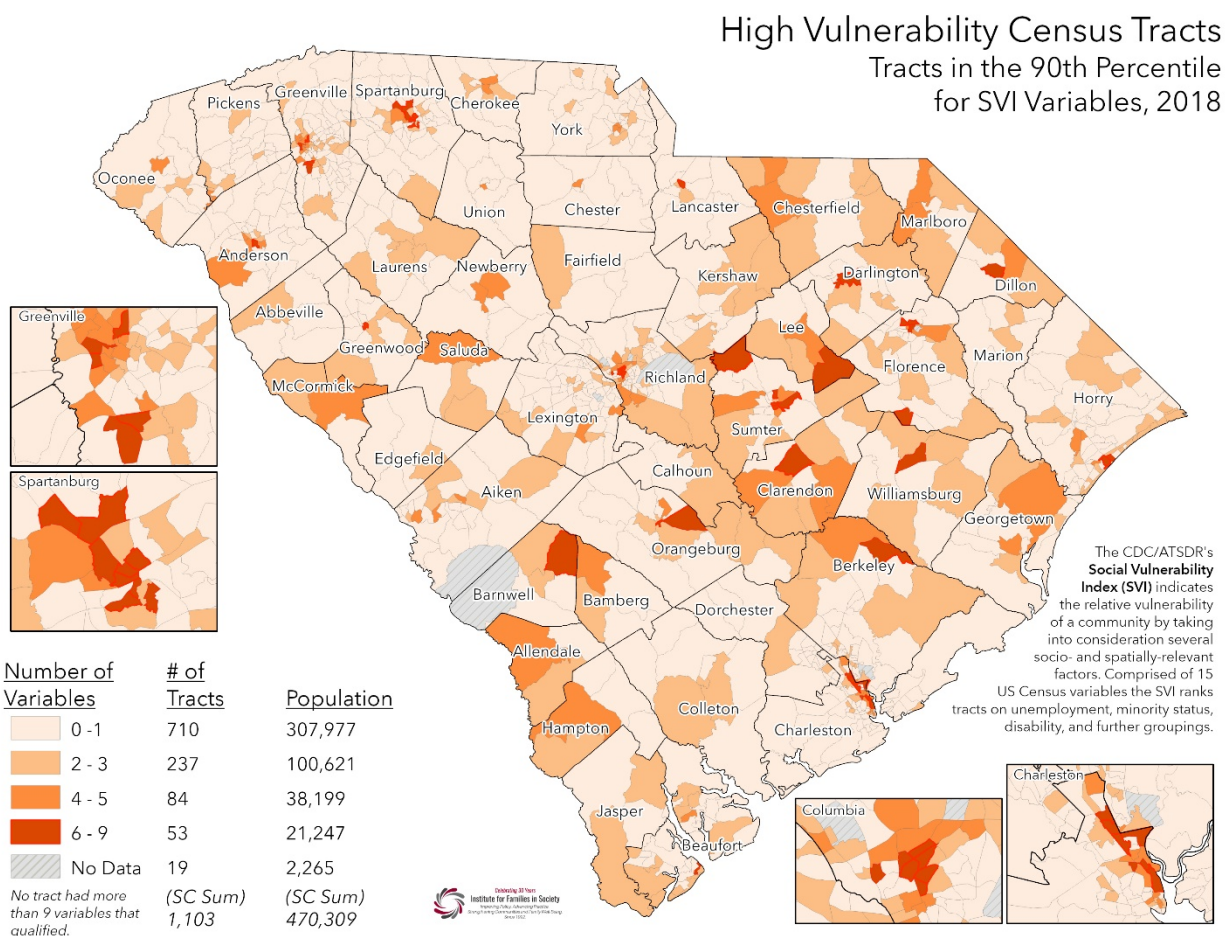 High Vulnerability Census Tracts
Tracts in the 90th Percentile
for SVI Variables, 2018
Pickens
Greenville
Spartanburg
Cherokee
York
Oconee
Union
Chester
Lancaster
Chesterfield
Marlboro
Anderson
Laurens
Newberry
Fairfield
Kershaw
Darlington
Dillon
Abbeville
Greenwood
Saluda
Lee
Richland
Florence
Marion
McCormick
Lexington
Sumter
Horry
Edgefield
Aiken
Calhoun
Clarendon
Williamsburg
Georgetown
Orangeburg
Berkeley
Barnwell
Bamberg
Dorchester
Allendale
Hampton
Colleton
Charleston
Jasper
Beaufort
Greenville
Spartanburg
The CDC/ATSDR's
Social Vulnerability
Index (SVI) indicates
the relative vulnerability
of a community by taking
into consideration several
socio- and spatially-relevant
factors. Comprised of 15
US Census variables the SVI ranks
tracts on unemployment, minority status,
disability, and further groupings.
Number of Variables # of Tracts Population
0 -1 710 307,977
2 - 3 237 100,621
4 - 5 84 38,199
6 - 9 53 21,247
No Data 19 2,265
No tract had more than 9 variables that qualified.
(SC Sum) 1,103
(SC Sum) 470,309
Celebrating 30 Years
Institute for Families in Society
Columbia
Charleston